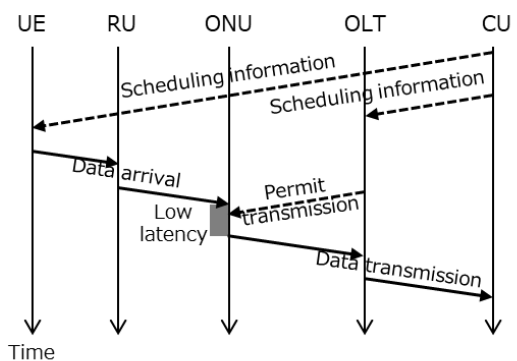 UE RU ONU OLT CU
Scheduling information
Scheduling information
Data arrival
Permit
transmission
Low
latency
Data transmission
Time